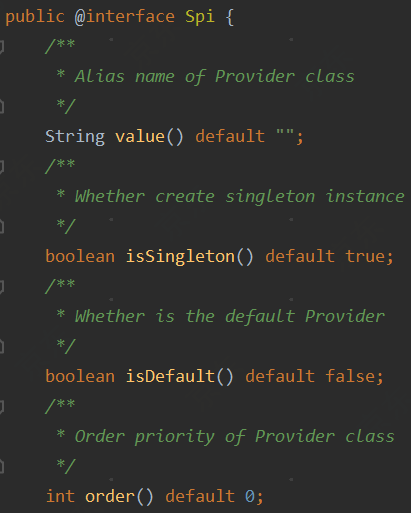 public @interface Spi {
/**
* Alias name of Provider class
*/
String value() default "";
/**
* Whether create singleton instance
*/
boolean isSingleton() default true;
/**
* Whether is the default Provider
*/
boolean isDefault() default false;
/**
* Order priority of Provider class
*/
int order() default 0;